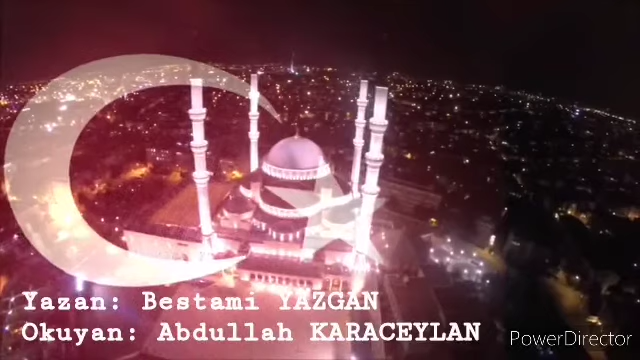 Yazan: Bestami YAZGAN
Okuyan: Abdullah KARACEYLAN
PowerDirector